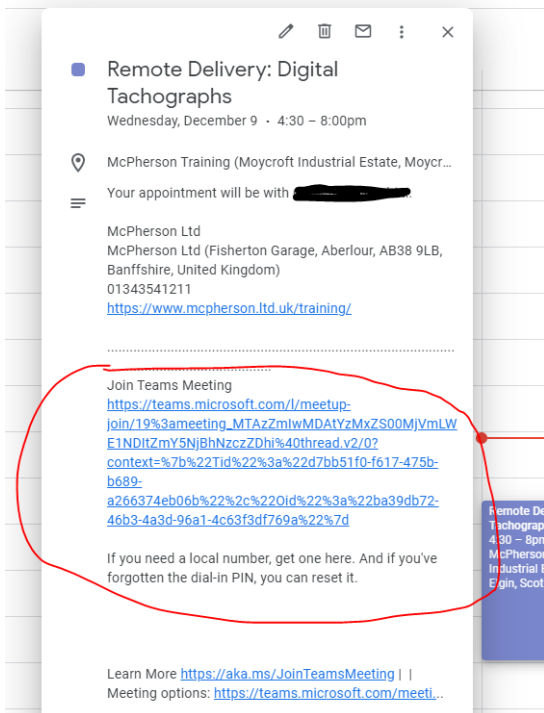 Remote Delivery: Digital
Tachographs
Wednesday, December 9 • 4:30 – 8:00pm
McPherson Training (Moycroft Industrial Estate, Moycr...
Your appointment will be with
McPherson Ltd
McPherson Ltd (Fisherton Garage, Aberlour, AB38 9LB,
Banffshire, United Kingdom)
01343541211
https://www.mcpherson.ltd.uk/training/
Join Teams Meeting
https://teams.microsoft.com/l/meetup-
join/19%3ameeting_MTAzZmIwMDAtYzMxZS00MjVmLW
E1NDItZmY5NjBhNzczZDhi%40thread.v2/0?
context=%7b%22Tid%22%3a%22d7bb51f0-f617-475b-
b689-
a266374eb06b%22%2c%22Oid%22%3a%22ba39db72-
46b3-4a3d-96a1-4c63f3df769a%22%7d
If you need a local number, get one here. And if you've
forgotten the dial-in PIN, you can reset it.
Learn More https://aka.ms/JoinTeamsMeeting | |
Meeting options: https://teams.microsoft.com/meeti...
Remote De
Tachograp
4:30 – 8pm
McPherson
Industrial E
Elgin, Scot